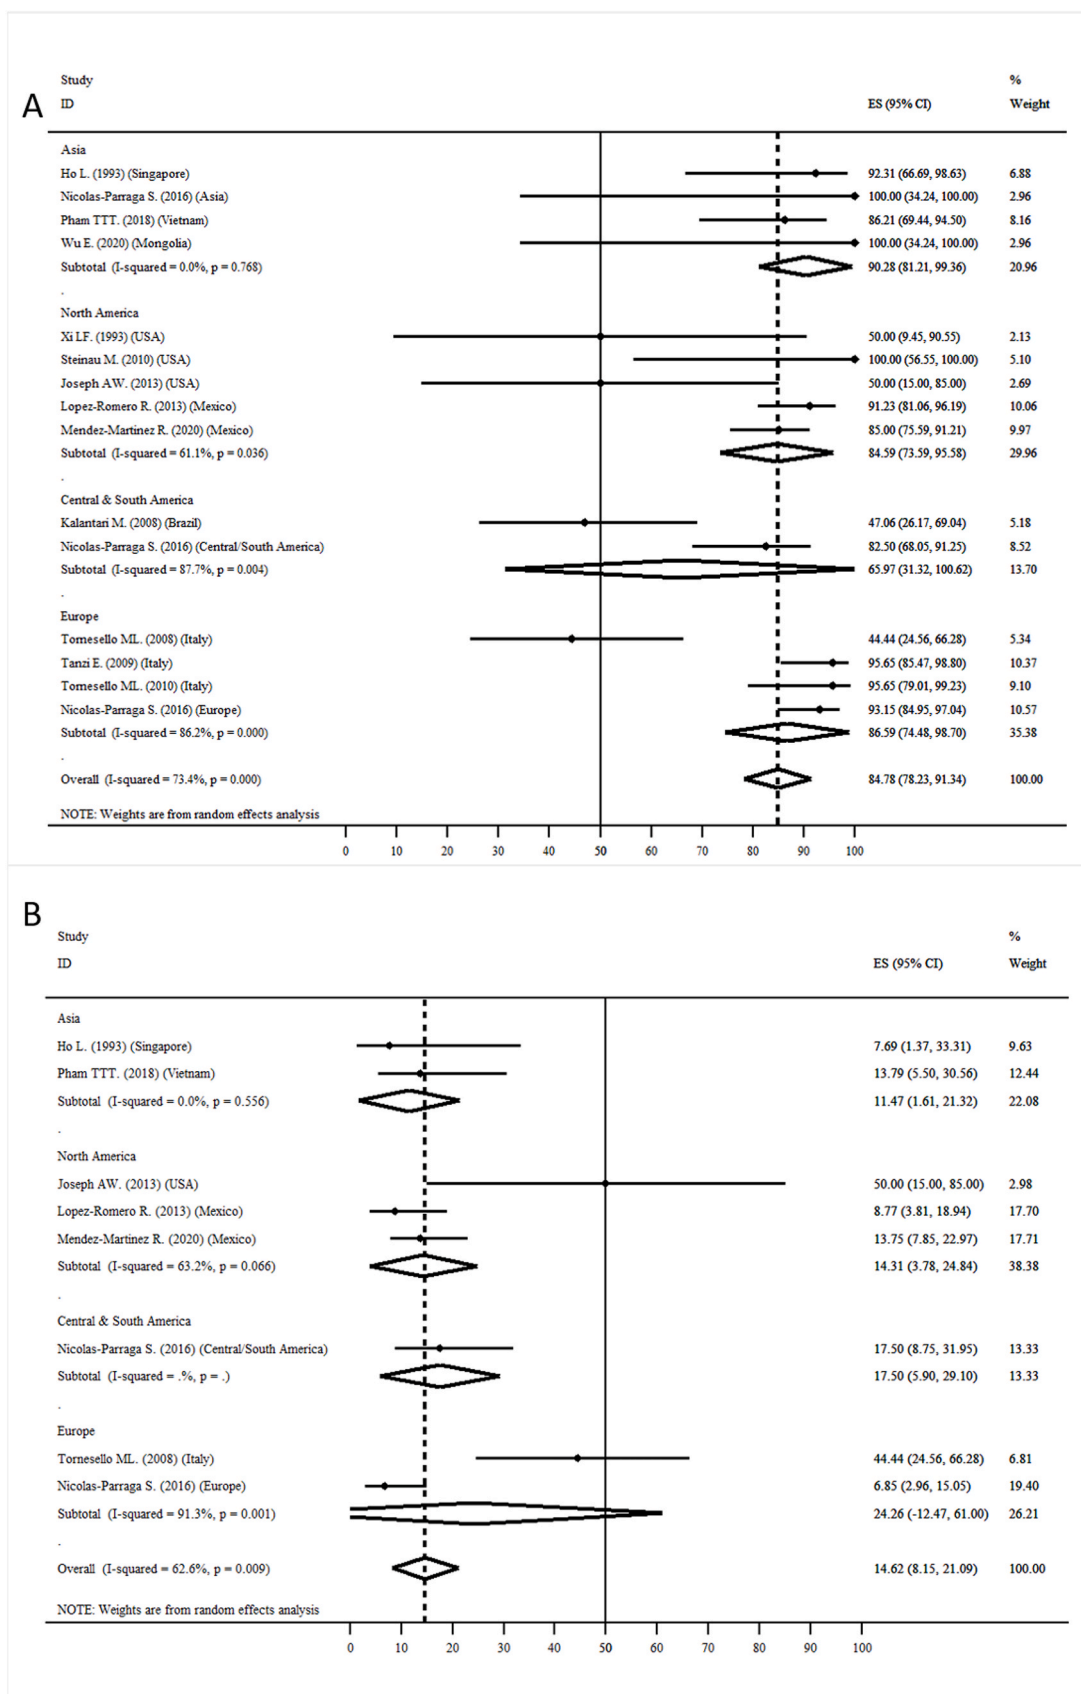 A
Study %
ID ES (95% CI) Weight
Asia
Ho L. (1993) (Singapore) 92.31 (66.69, 98.63) 6.88
Nicolas-Parraga S. (2016) (Asia) 100.00 (34.24, 100.00) 2.96
Pham TTT. (2018) (Vietnam) 86.21 (69.44, 94.50) 8.16
Wu E. (2020) (Mongolia) 100.00 (34.24, 100.00) 2.96
Subtotal (I-squared = 0.0%, p = 0.768) 90.28 (81.21, 99.36) 20.96
.
North America
Xi LF. (1993) (USA) 50.00 (9.45, 90.55) 2.13
Steinau M. (2010) (USA) 100.00 (56.55, 100.00) 5.10
Joseph AW. (2013) (USA) 50.00 (15.00, 85.00) 2.69
Lopez-Romero R. (2013) (Mexico) 91.23 (81.06, 96.19) 10.06
Mendez-Martinez R. (2020) (Mexico) 85.00 (75.59, 91.21) 9.97
Subtotal (I-squared = 61.1%, p = 0.036) 84.59 (73.59, 95.58) 29.96
.
Central & South America
Kalantari M. (2008) (Brazil) 47.06 (26.17, 69.04) 5.18
Nicolas-Parraga S. (2016) (Central/South America) 82.50 (68.05, 91.25) 8.52
Subtotal (I-squared = 87.7%, p = 0.004) 65.97 (31.32, 100.62) 13.70
.
Europe
Tornesello ML. (2008) (Italy) 44.44 (24.56, 66.28) 5.34
Tanzi E. (2009) (Italy) 95.65 (85.47, 98.80) 10.37
Tornesello ML. (2010) (Italy) 95.65 (79.01, 99.23) 9.10
Nicolas-Parraga S. (2016) (Europe) 93.15 (84.95, 97.04) 10.57
Subtotal (I-squared = 86.2%, p = 0.000) 86.59 (74.48, 98.70) 35.38
.
Overall (I-squared = 73.4%, p = 0.000) 84.78 (78.23, 91.34) 100.00
NOTE: Weights are from random effects analysis
0 10 20 30 40 50 60 70 80 90 100
B
Study %
ID ES (95% CI) Weight
Asia
Ho L. (1993) (Singapore) 7.69 (1.37, 33.31) 9.63
Pham TTT. (2018) (Vietnam) 13.79 (5.50, 30.56) 12.44
Subtotal (I-squared = 0.0%, p = 0.556) 11.47 (1.61, 21.32) 22.08
.
North America
Joseph AW. (2013) (USA) 50.00 (15.00, 85.00) 2.98
Lopez-Romero R. (2013) (Mexico) 8.77 (3.81, 18.94) 17.70
Mendez-Martinez R. (2020) (Mexico) 13.75 (7.85, 22.97) 17.71
Subtotal (I-squared = 63.2%, p = 0.066) 14.31 (3.78, 24.84) 38.38
.
Central & South America
Nicolas-Parraga S. (2016) (Central/South America) 17.50 (8.75, 31.95) 13.33
Subtotal (I-squared = .%, p = .) 17.50 (5.90, 29.10) 13.33
.
Europe
Tornesello ML. (2008) (Italy) 44.44 (24.56, 66.28) 6.81
Nicolas-Parraga S. (2016) (Europe) 6.85 (2.96, 15.05) 19.40
Subtotal (I-squared = 91.3%, p = 0.001) 24.26 (-12.47, 61.00) 26.21
.
Overall (I-squared = 62.6%, p = 0.009) 14.62 (8.15, 21.09) 100.00
NOTE: Weights are from random effects analysis
0 10 20 30 40 50 60 70 80 90 100